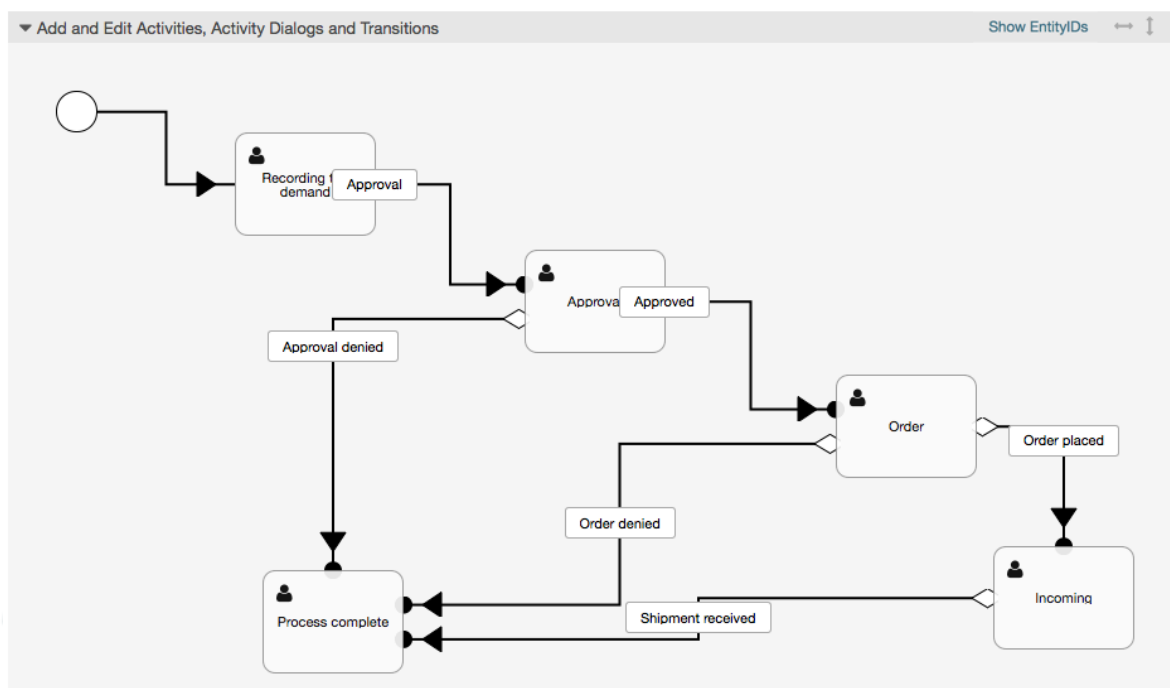 Add and Edit Activities, Activity Dialogs and Transitions
Show EntityIDs
Recording
demand
Approval
Approva
Approved
Approval denied
Order
Order placed
Order denied
Incoming
Process complete
Shipment received